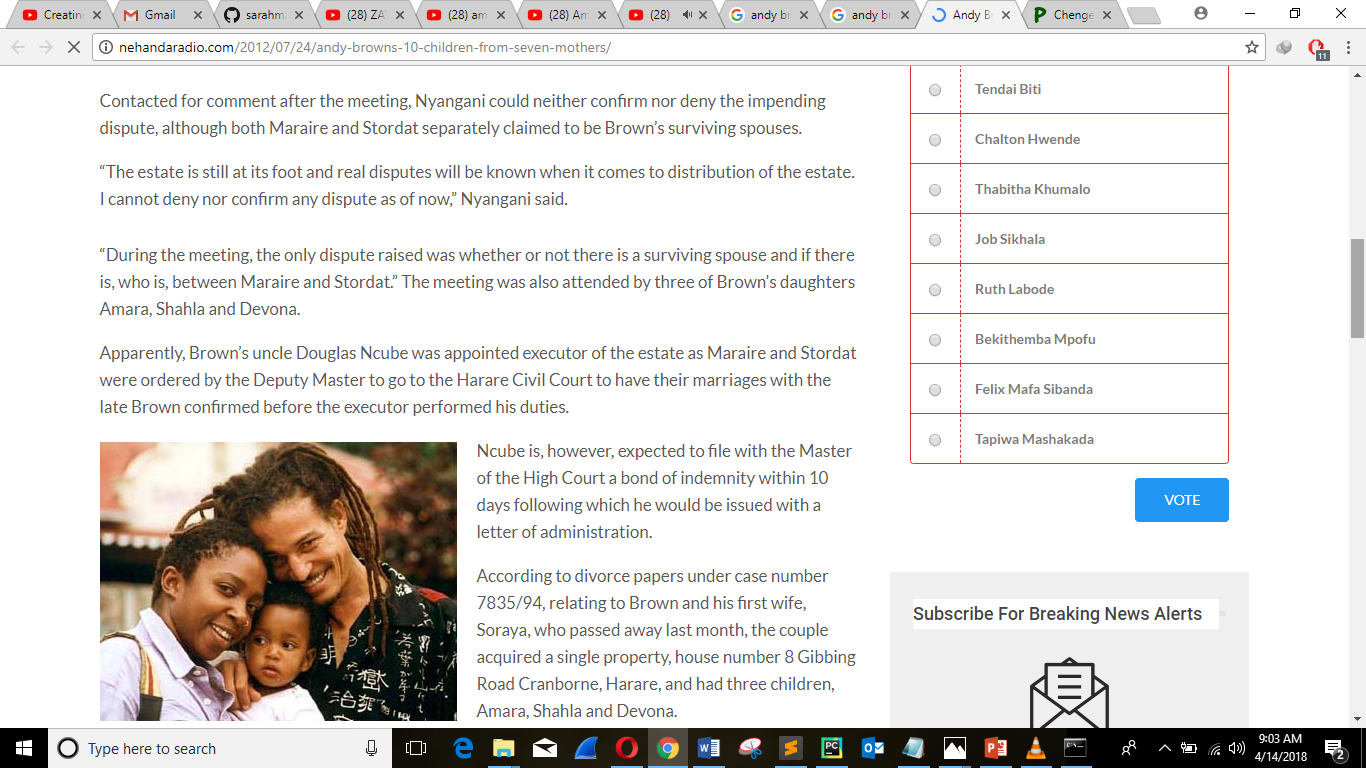 Creatin
Gmail
sarahm
(28) ZA
(28) am
(28) Am
(28)
andy br
andy br
Andy B
Chenge
nehandaradio.com/2012/07/24/andy-browns-10-children-from-seven-mothers/
11
Contacted for comment after the meeting, Nyangani could neither confirm nor deny the impending
dispute, although both Maraire and Stordat separately claimed to be Brown’s surviving spouses.
“The estate is still at its foot and real disputes will be known when it comes to distribution of the estate.
I cannot deny nor confirm any dispute as of now,” Nyangani said.
“During the meeting, the only dispute raised was whether or not there is a surviving spouse and if there
is, who is, between Maraire and Stordat.” The meeting was also attended by three of Brown’s daughters
Amara, Shahla and Devona.
Apparently, Brown’s uncle Douglas Ncube was appointed executor of the estate as Maraire and Stordat
were ordered by the Deputy Master to go to the Harare Civil Court to have their marriages with the
late Brown confirmed before the executor performed his duties.
Ncube is, however, expected to file with the Master
of the High Court a bond of indemnity within 10
days following which he would be issued with a
letter of administration.
According to divorce papers under case number
7835/94, relating to Brown and his first wife,
Soraya, who passed away last month, the couple
acquired a single property, house number 8 Gibbing
Road Cranborne, Harare, and had three children,
Amara, Shahla and Devona.
Tendai Biti
Chalton Hwende
Thabitha Khumalo
Job Sikhala
Ruth Labode
Bekithemba Mpofu
Felix Mafa Sibanda
Tapiwa Mashakada
VOTE
Subscribe For Breaking News Alerts
Type here to search
9:03 AM
4/14/2018
2